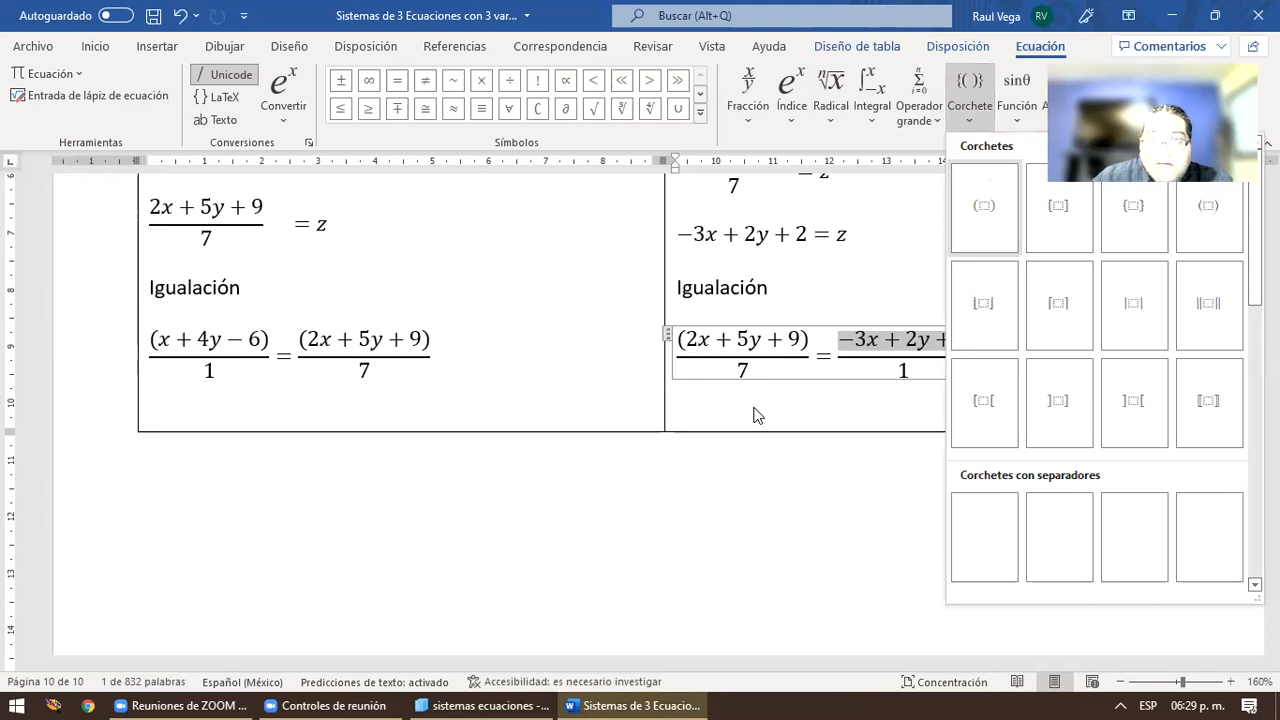 Autoguardado
Sistemas de 3 Ecuaciones con 3 var...
Buscar (Alt+Q)
Raul Vega
RV
Archivo Inicio Insertar Dibujar Diseño Disposición Referencias Correspondencia Revisar Vista Ayuda Diseño de tabla Disposición Ecuación Comentarios
π Ecuación
Entrada de lápiz de ecuación
Herramientas
/ Unicode
{} LaTeX
ab Texto
Conversiones
eˣ
Convertir
± ∞ = ≠ ~ × ÷ ! ∝ < ≪ > ≫
≤ ≥ ∓ ≅ ≈ ≡ ∀ ∁ ∂ √ ∛ ∜ ∪
Símbolos
Fracción
Índice
Radical
Integral
Operador grande
Corchete
sinθ
Función
Corchetes
Corchetes con separadores
2x + 5y + 9
7
= z
Igualación
(x + 4y − 6) = (2x + 5y + 9)
1 7
7 = z
−3x + 2y + 2 = z
Igualación
(2x + 5y + 9) = −3x + 2y +
7 1
Página 10 de 10 1 de 832 palabras Español (México) Predicciones de texto: activado Accesibilidad: es necesario investigar Concentración 160%
Reuniones de ZOOM ... Controles de reunión sistemas ecuaciones -... Sistemas de 3 Ecuacio... ESP 06:29 p. m.